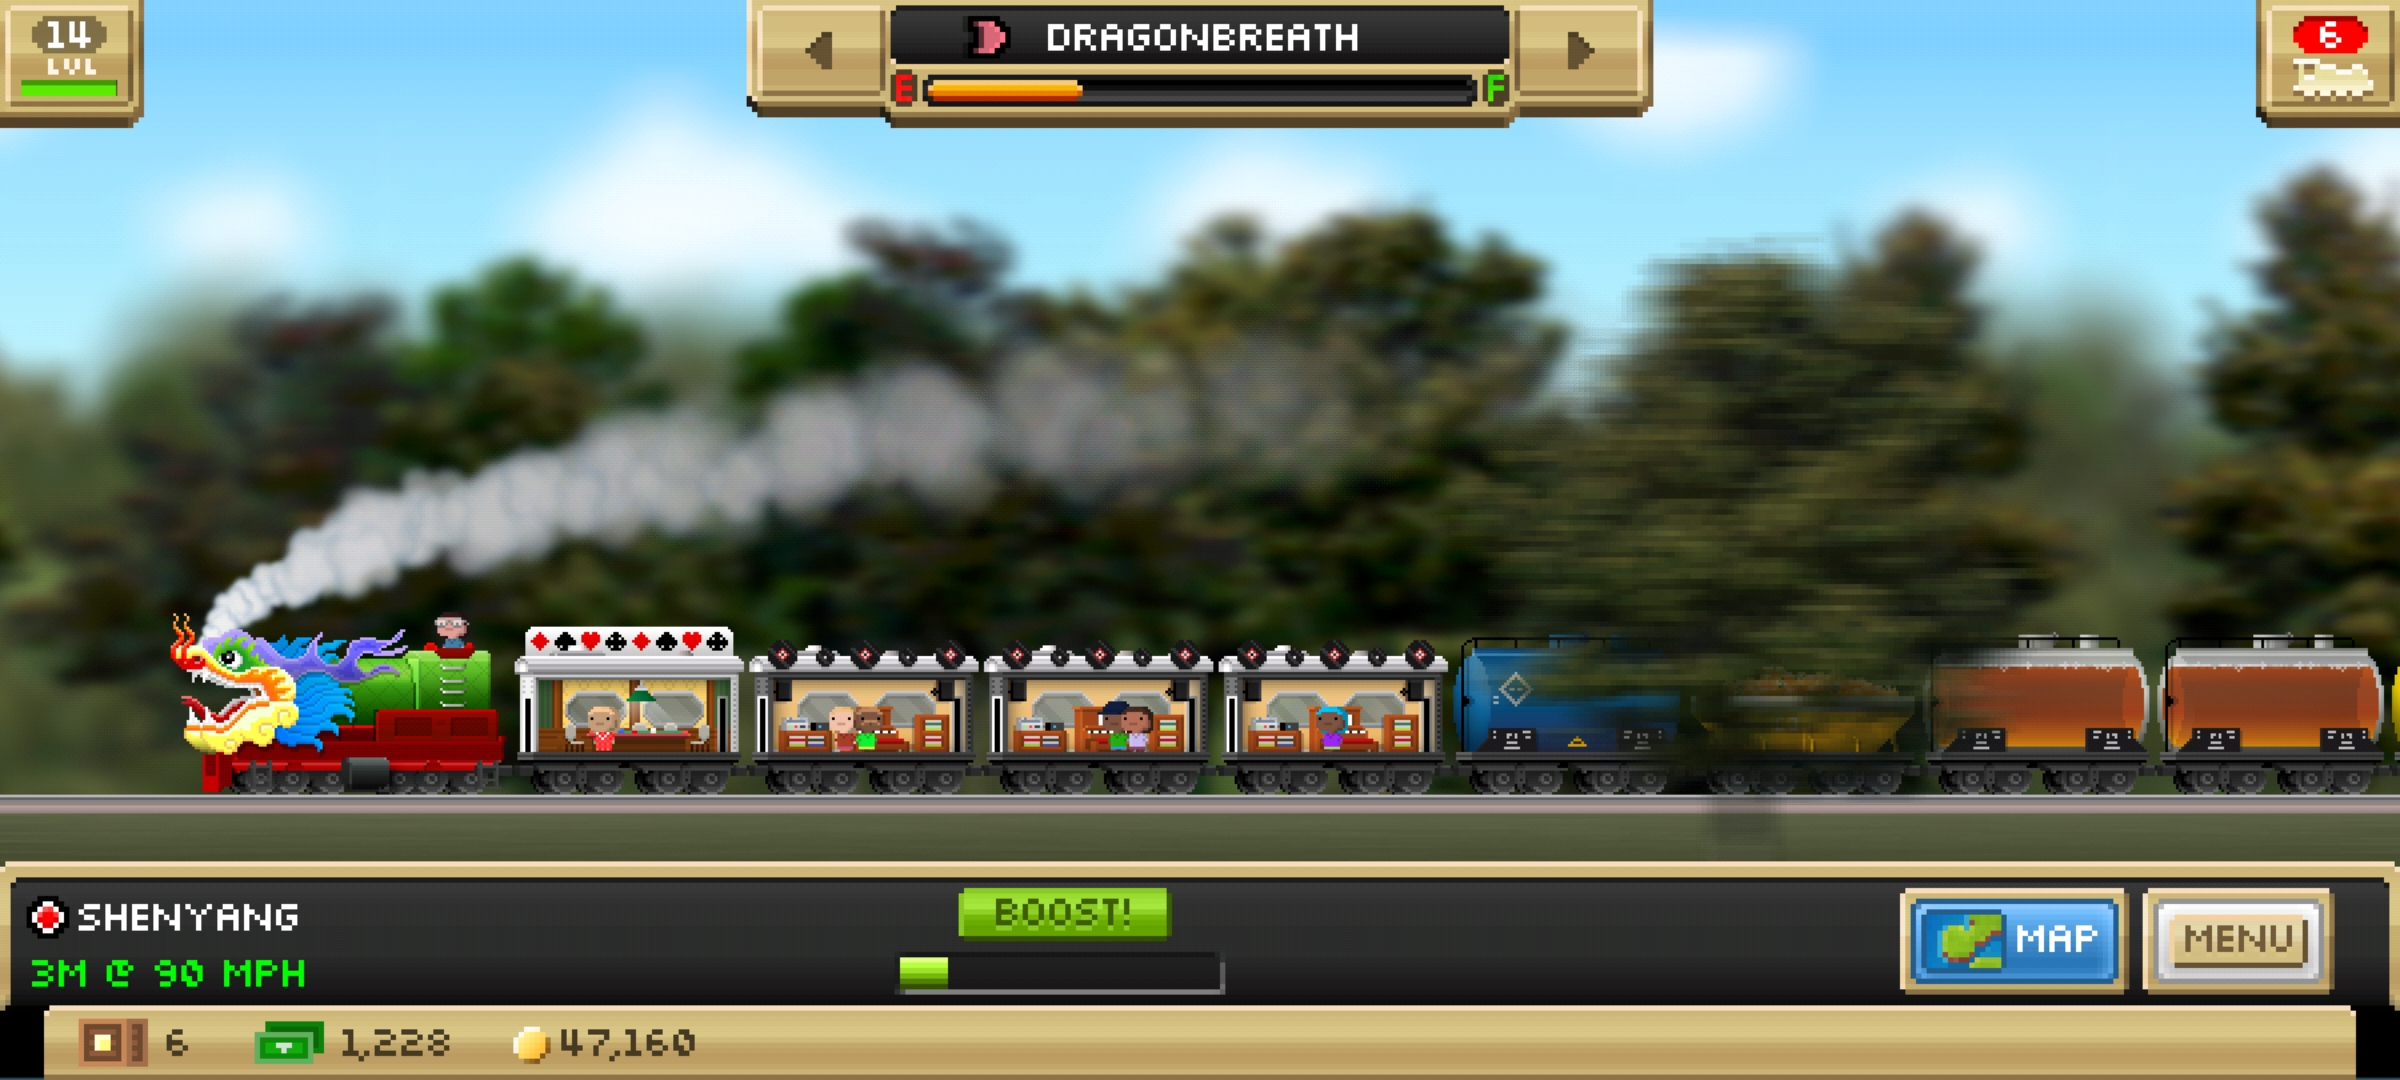 14
LVL
DRAGONBREATH
E F
6
SHENYANG
3M @ 90 MPH
BOOST!
MAP
MENU
6
1,228
47,160